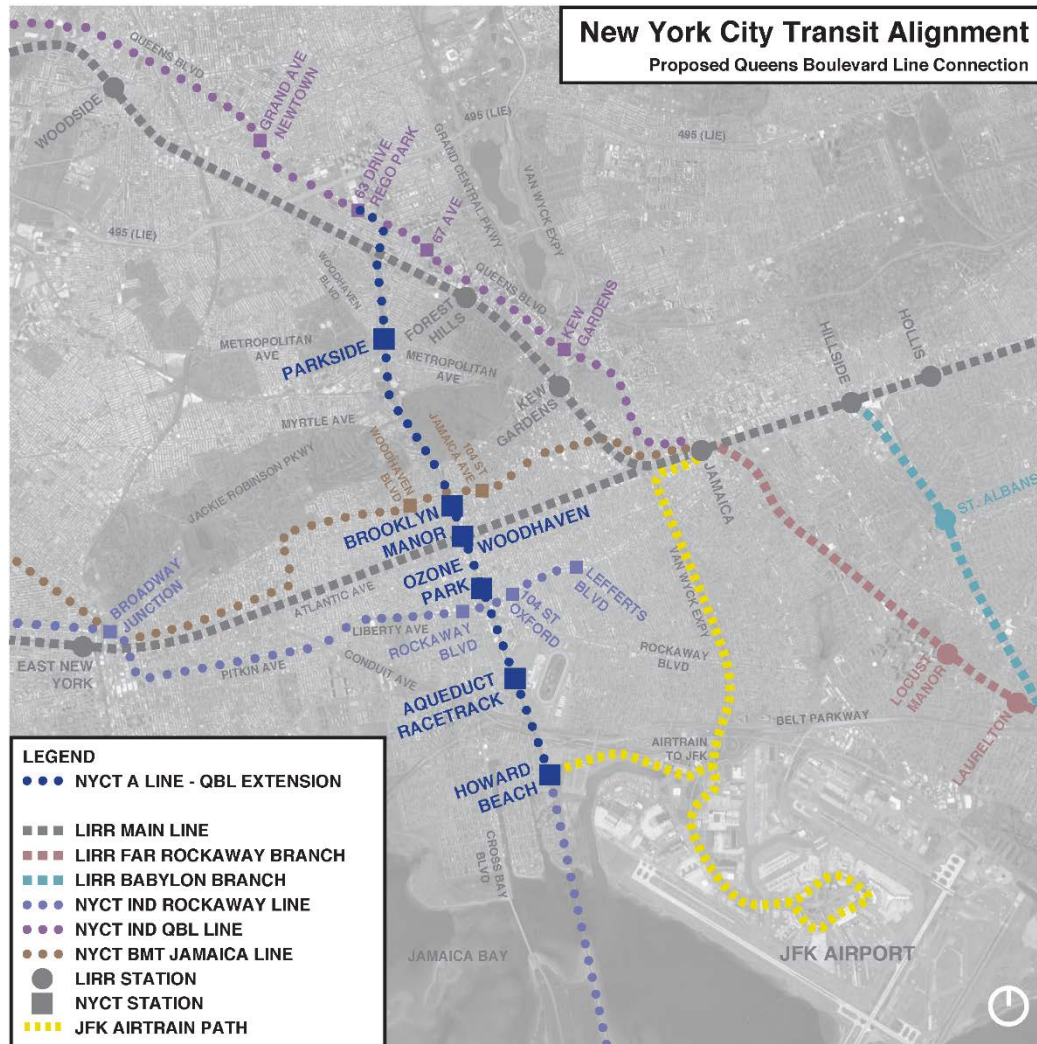 New York City Transit Alignment
Proposed Queens Boulevard Line Connection
QUEENS BLVD
WOODSIDE
GRAND AVE
NEWTOWN
495 (LIE)
495 (LIE)
GRAND CENTRAL PKWY
VAN WYCK EXPY
63 DRIVE
REGO PARK
67 AVE
495 (LIE)
WOODHAVEN
BLVD
QUEENS BLVD
FOREST
HILLS
KEW
GARDENS
METROPOLITAN
AVE
PARKSIDE
METROPOLITAN
AVE
HILLSIDE
HOLLIS
KEW
GARDENS
MYRTLE AVE
JACKIE ROBINSON PKWY
WOODHAVEN
BLVD
JAMAICA AVE
104 ST
JAMAICA
BROOKLYN
MANOR
WOODHAVEN
ST. ALBANS
BROADWAY
JUNCTION
ATLANTIC AVE
OZONE
PARK
LEFFERTS
BLVD
104 ST
OXFORD
VAN WYCK EXPY
LIBERTY AVE
ROCKAWAY
BLVD
EAST NEW
YORK
PITKIN AVE
CONDUIT AVE
ROCKAWAY
BLVD
LOCUST
MANOR
AQUEDUCT
RACETRACK
BELT PARKWAY
LAURELTON
AIRTRAIN
TO JFK
HOWARD
BEACH
CROSS BAY
BLVD
JAMAICA BAY
JFK AIRPORT
LEGEND
NYCT A LINE - QBL EXTENSION
LIRR MAIN LINE
LIRR FAR ROCKAWAY BRANCH
LIRR BABYLON BRANCH
NYCT IND ROCKAWAY LINE
NYCT IND QBL LINE
NYCT BMT JAMAICA LINE
LIRR STATION
NYCT STATION
JFK AIRTRAIN PATH